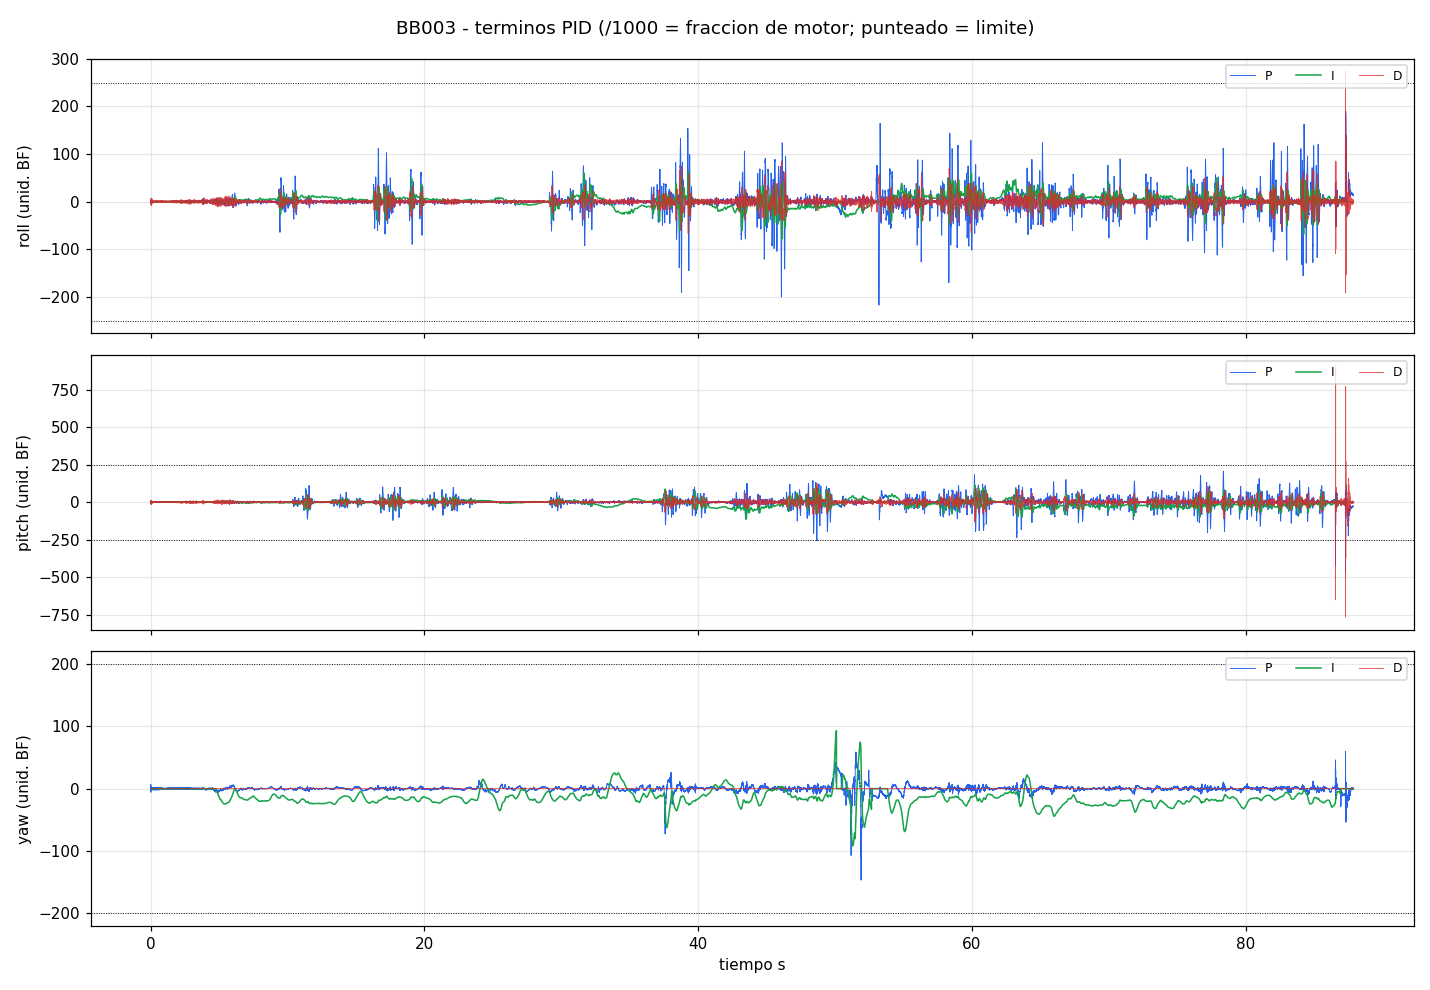 BB003 - terminos PID (/1000 = fraccion de motor; punteado = limite)
roll (unid. BF)
300
200
100
0
−100
−200
P I D
pitch (unid. BF)
750
500
250
0
−250
−500
−750
P I D
yaw (unid. BF)
200
100
0
−100
−200
P I D
0 20 40 60 80
tiempo s